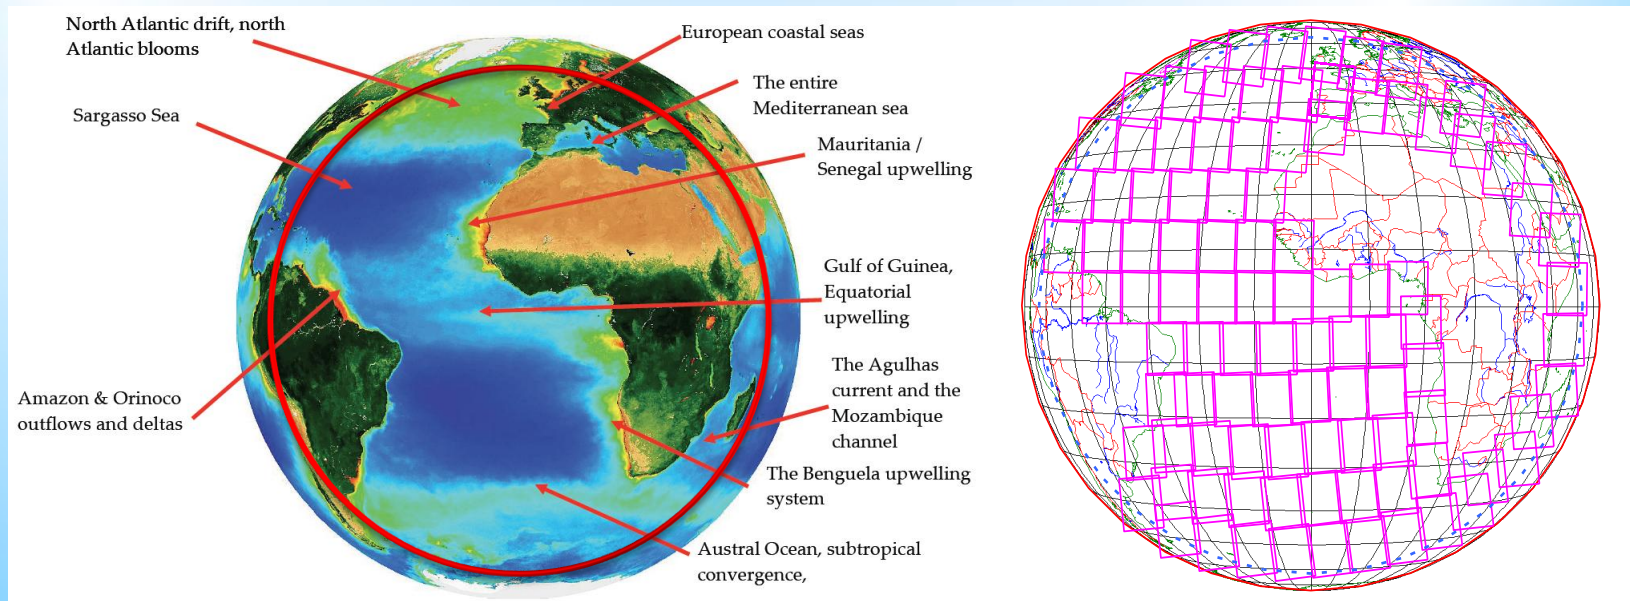 North Atlantic drift, north
Atlantic blooms
European coastal seas
The entire
Mediterranean sea
Sargasso Sea
Mauritania /
Senegal upwelling
Gulf of Guinea,
Equatorial
upwelling
The Agulhas
current and the
Mozambique
channel
Amazon & Orinoco
outflows and deltas
The Benguela upwelling
system
Austral Ocean, subtropical
convergence,